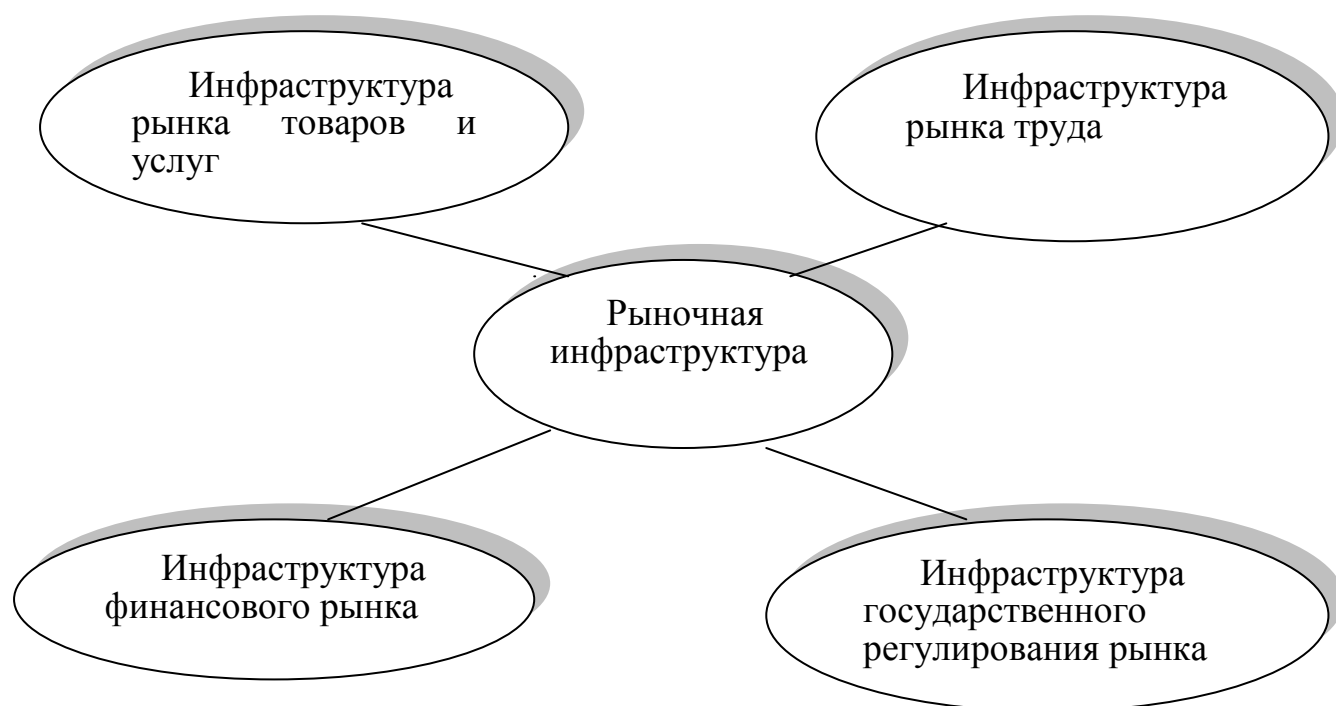 Инфраструктура
рынка товаров и
услуг
Инфраструктура
рынка труда
Рыночная
инфраструктура
Инфраструктура
финансового рынка
Инфраструктура
государственного
регулирования рынка